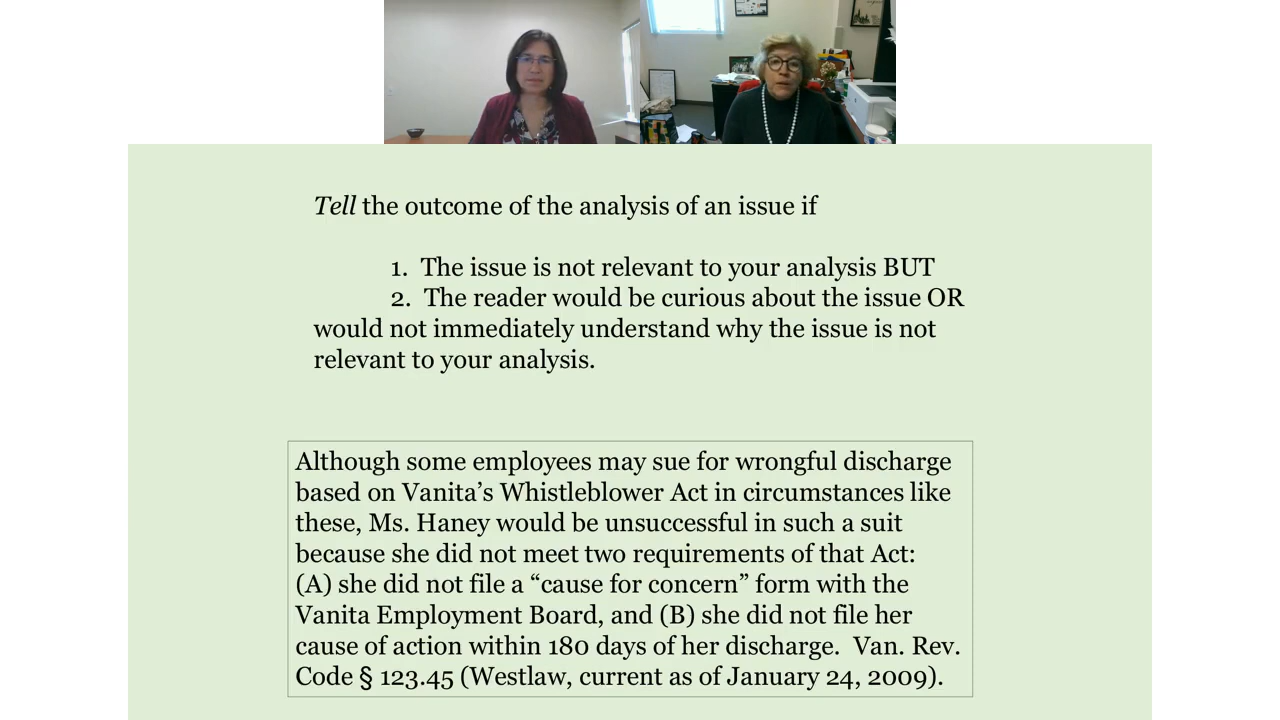 Tell the outcome of the analysis of an issue if
1. The issue is not relevant to your analysis BUT
2. The reader would be curious about the issue OR
would not immediately understand why the issue is not
relevant to your analysis.
Although some employees may sue for wrongful discharge
based on Vanita’s Whistleblower Act in circumstances like
these, Ms. Haney would be unsuccessful in such a suit
because she did not meet two requirements of that Act:
(A) she did not file a “cause for concern” form with the
Vanita Employment Board, and (B) she did not file her
cause of action within 180 days of her discharge. Van. Rev.
Code § 123.45 (Westlaw, current as of January 24, 2009).